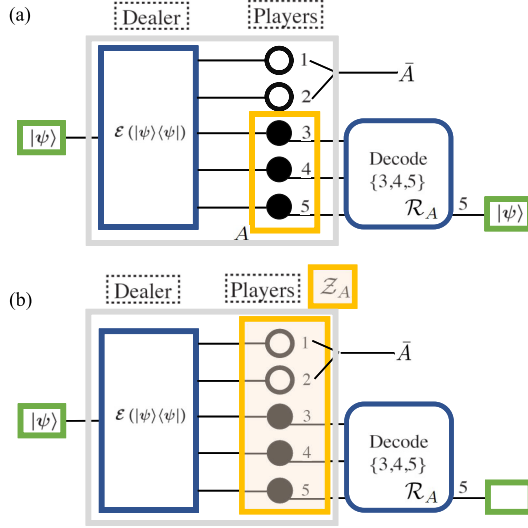 (a)
Dealer
Players
1
2
3
4
5
Ā
|ψ⟩
ℰ (|ψ⟩⟨ψ|)
A
Decode
{3,4,5}
ℛ_A
5
|ψ⟩
(b)
Dealer
Players
𝒵_A
1
2
3
4
5
Ā
|ψ⟩
ℰ (|ψ⟩⟨ψ|)
Decode
{3,4,5}
ℛ_A
5